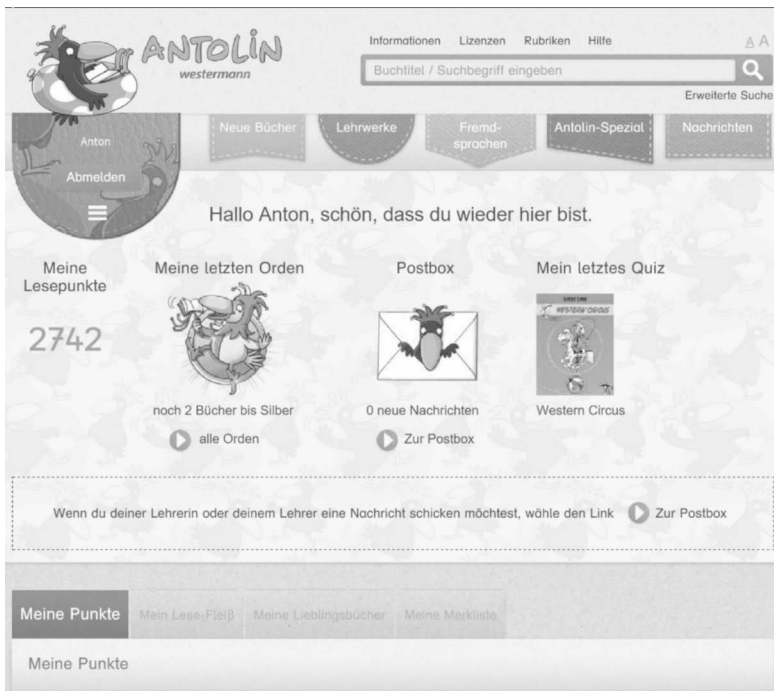 ANTOLIN
westermann
Informationen Lizenzen Rubriken Hilfe A A
Buchtitel / Suchbegriff eingeben
Erweiterte Suche
Anton
Abmelden
Neue Bücher
Lehrwerke
Fremd-
sprachen
Antolin-Spezial
Nachrichten
Hallo Anton, schön, dass du wieder hier bist.
Meine
Lesepunkte
2742
Meine letzten Orden
noch 2 Bücher bis Silber
alle Orden
Postbox
0 neue Nachrichten
Zur Postbox
Mein letztes Quiz
WESTERN CIRCUS
Western Circus
Wenn du deiner Lehrerin oder deinem Lehrer eine Nachricht schicken möchtest, wähle den Link Zur Postbox
Meine Punkte Mein Lese-Fleiß Meine Lieblingsbücher Meine Merkliste
Meine Punkte